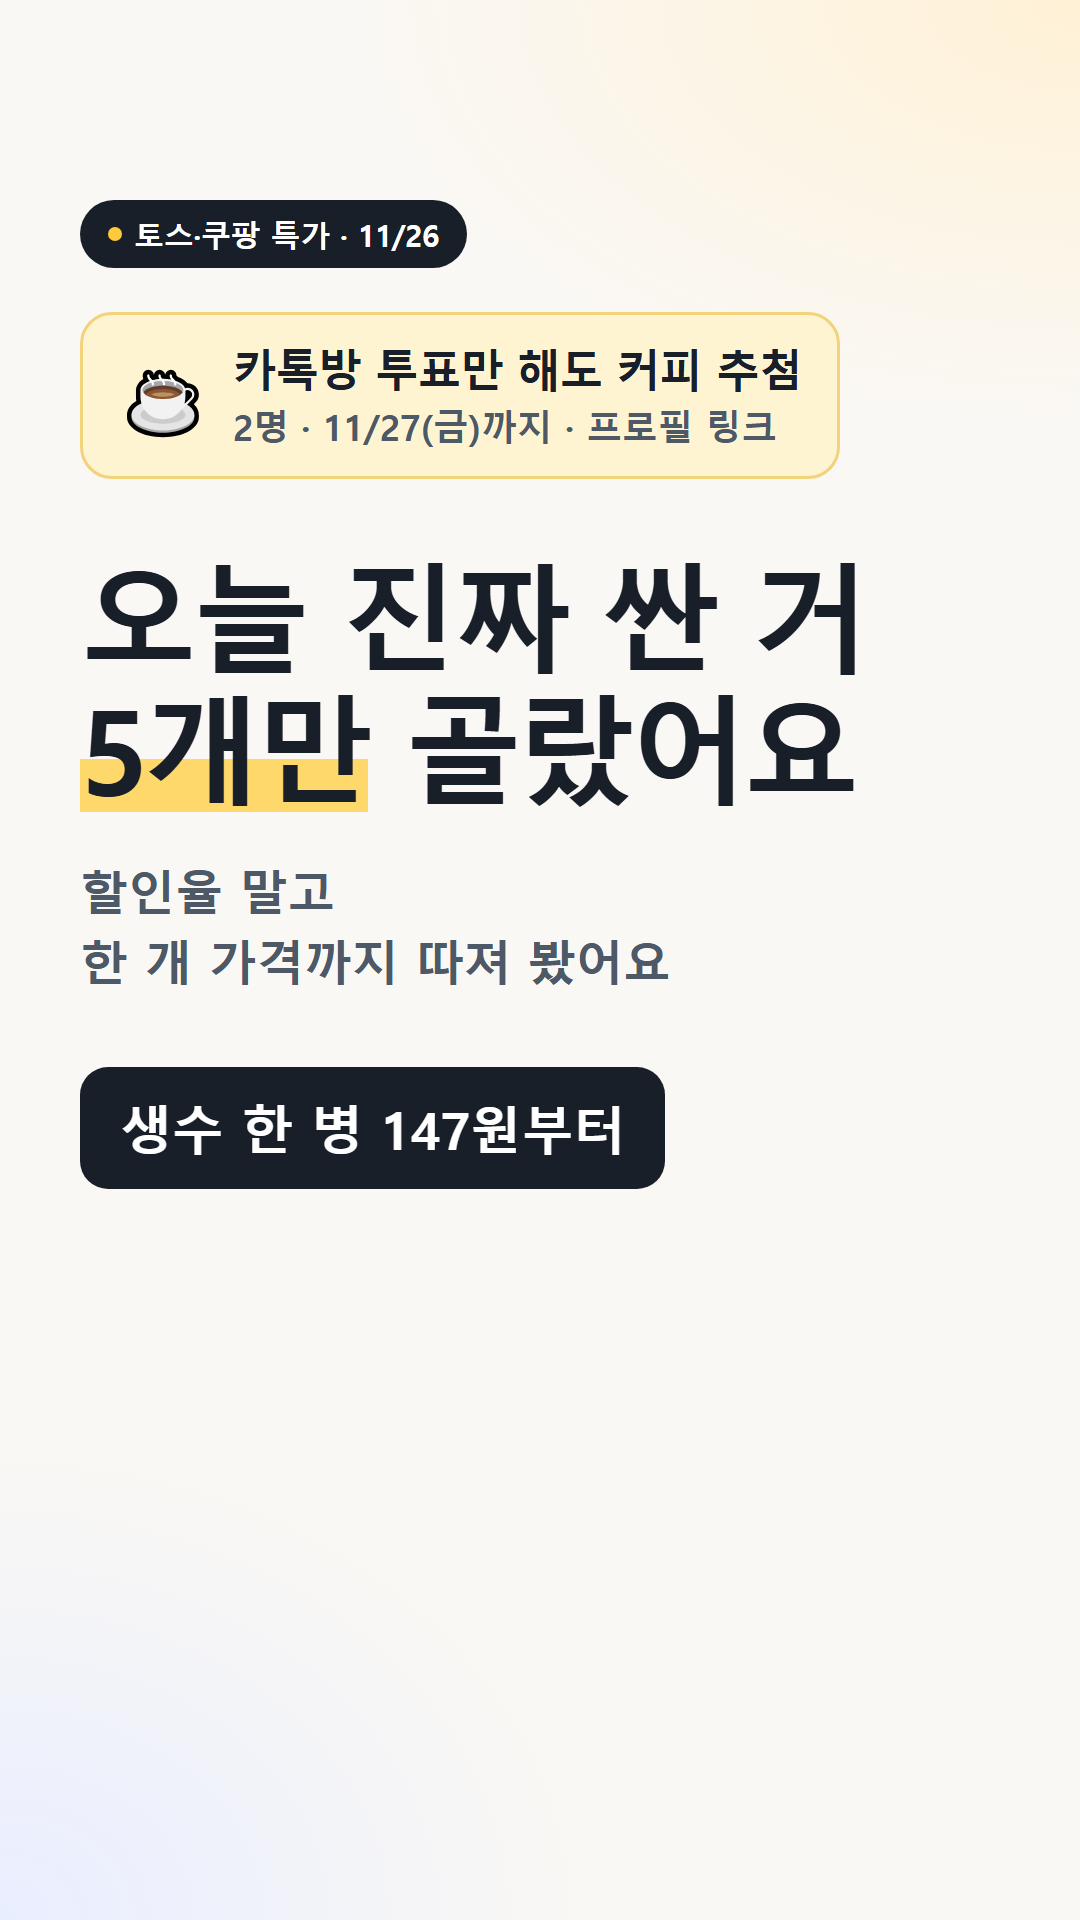 토스·쿠팡 특가 · 11/26
카톡방 투표만 해도 커피 추첨
2명 · 11/27(금)까지 · 프로필 링크
오늘 진짜 싼 거
5개만 골랐어요
할인율 말고
한 개 가격까지 따져 봤어요
생수 한 병 147원부터